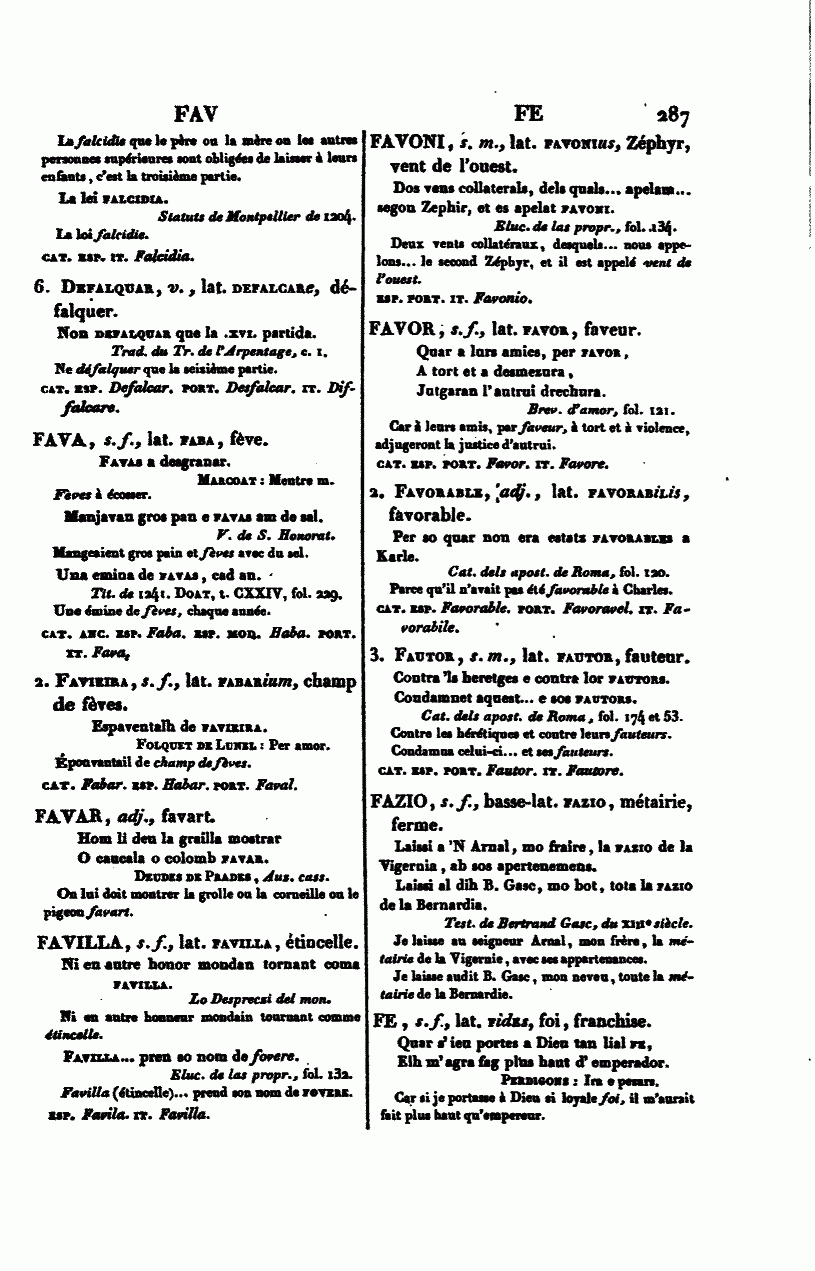 FAV
FE
287
La falcidie que le père ou la mère ou les autres
personnes supérieures sont obligées de laisser à leurs
enfants, c'est la troisième partie.
La lei FALCIDIA.
Statuts de Montpellier de 1204.
La loi falcidie.
CAT. ESP. IT. Falcidia.
6. DEFALQUAR, v., lat. DEFALCARe, dé-
falquer.
Non DEFALQUAR que la .XVI. partida.
Trad. du Tr. de l'Arpentage, c. 1.
Ne défalquer que la seizième partie.
CAT. ESP. Defalcar. PORT. Desfalcar. IT. Dif-
falcare.
FAVA, s. f., lat. FABA, fève.
FAVAS a desgranar.
MARCOAT : Mentre m.
Fèves à écosser.
Manjavan gros pan e FAVAS am de sal.
V. de S. Honorat.
Mangeaient gros pain et fèves avec du sel.
Una emina de FAVAS, cad an.
Tit. de 1241. DOAT, t. CXXIV, fol. 229.
Une émine de fèves, chaque année.
CAT. ANC. ESP. Faba. ESP. MOD. Haba. PORT.
IT. Fava.
2. FAVIEIRA, s. f., lat. FABARium, champ
de fèves.
Espaventalh de FAVIEIRA.
FOLQUET DE LUNEL : Per amor.
Épouvantail de champ de fèves.
CAT. Fabar. ESP. Habar. PORT. Faval.
FAVAR, adj., favart.
Hom li deu la grailla mostrar
O caucala o colomb FAVAR.
DEUDES DE PRADES, Aus. cass.
On lui doit montrer la grolle ou la corneille ou le
pigeon favart.
FAVILLA, s. f., lat. FAVILLA, étincelle.
Ni en autre honor mondan tornant coma
FAVILLA.
Lo Desprecsi del mon.
Ni en autre honneur mondain tournant comme
étincelle.
FAVILLA... pren so nom de fovere.
Eluc. de las propr., fol. 132.
Favilla (étincelle)... prend son nom de FOVERE.
ESP. Favila. IT. Favilla.
FAVONI, s. m., lat. FAVONIus, Zéphyr,
vent de l'ouest.
Dos vens collaterals, dels quals... apelam...
segon Zephir, et es apelat FAVONI.
Eluc. de las propr., fol. 134.
Deux vents collatéraux, desquels... nous appe-
lons... le second Zéphyr, et il est appelé vent de
l'ouest.
ESP. PORT. IT. Favonio.
FAVOR, s. f., lat. FAVOR, faveur.
Quar a lurs amics, per FAVOR,
A tort et a desmezura,
Jutgaran l'autrui drechura.
Brev. d'amor, fol. 121.
Car à leurs amis, par faveur, à tort et à violence,
adjugeront la justice d'autrui.
CAT. ESP. PORT. Favor. IT. Favore.
2. FAVORABLE, adj., lat. FAVORABilis,
favorable.
Per so quar non era estatz FAVORABLES a
Karle.
Cat. dels apost. de Roma, fol. 120.
Parce qu'il n'avait pas été favorable à Charles.
CAT. ESP. Favorable. PORT. Favoravel. IT. Fa-
vorabile.
3. FAUTOR, s. m., lat. FAUTOR, fauteur.
Contra 'ls heretges e contra lor FAUTORS.
Condamnet aquest... e sos FAUTORS.
Cat. dels apost. de Roma, fol. 174 et 53.
Contre les hérétiques et contre leurs fauteurs.
Condamna celui-ci... et ses fauteurs.
CAT. ESP. PORT. Fautor. IT. Fautore.
FAZIO, s. f., basse-lat. FAZIO, métairie,
ferme.
Laissi a 'N Arnal, mo fraire, la FAZIO de la
Vigernia, ab sos apertenemens.
Laissi al dih B. Gasc, mo bot, tota la FAZIO
de la Bernardia.
Test. de Bertrand Gasc, du XIIIe siècle.
Je laisse au seigneur Arnal, mon frère, la mé-
tairie de la Vigernie, avec ses appartenances.
Je laisse audit B. Gasc, mon neveu, toute la mé-
tairie de la Bernardie.
FE, s. f., lat. FIDES, foi, franchise.
Quar s'ieu portes a Dieu tan lial FE,
Elh m'agra fag plus haut d'emperador.
PERDIGONS : Ira e pesars.
Car si je portasse à Dieu si loyale foi, il m'aurait
fait plus haut qu'empereur.